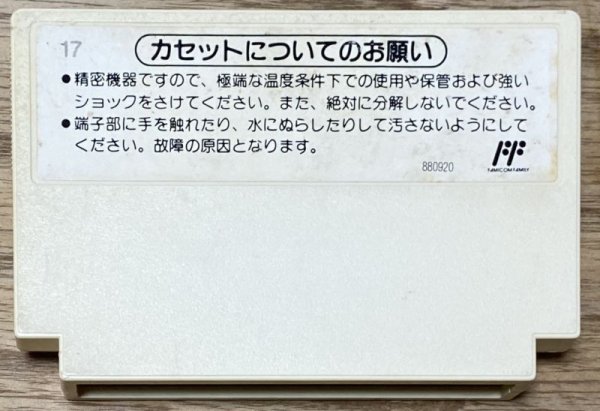 17
カセットについてのお願い
●精密機器ですので、極端な温度条件下での使用や保管および強い
ショックをさけてください。また、絶対に分解しないでください。
●端子部に手を触れたり、水にぬらしたりして汚さないようにして
ください。故障の原因となります。
880920
FF
FAMICOM FAMILY